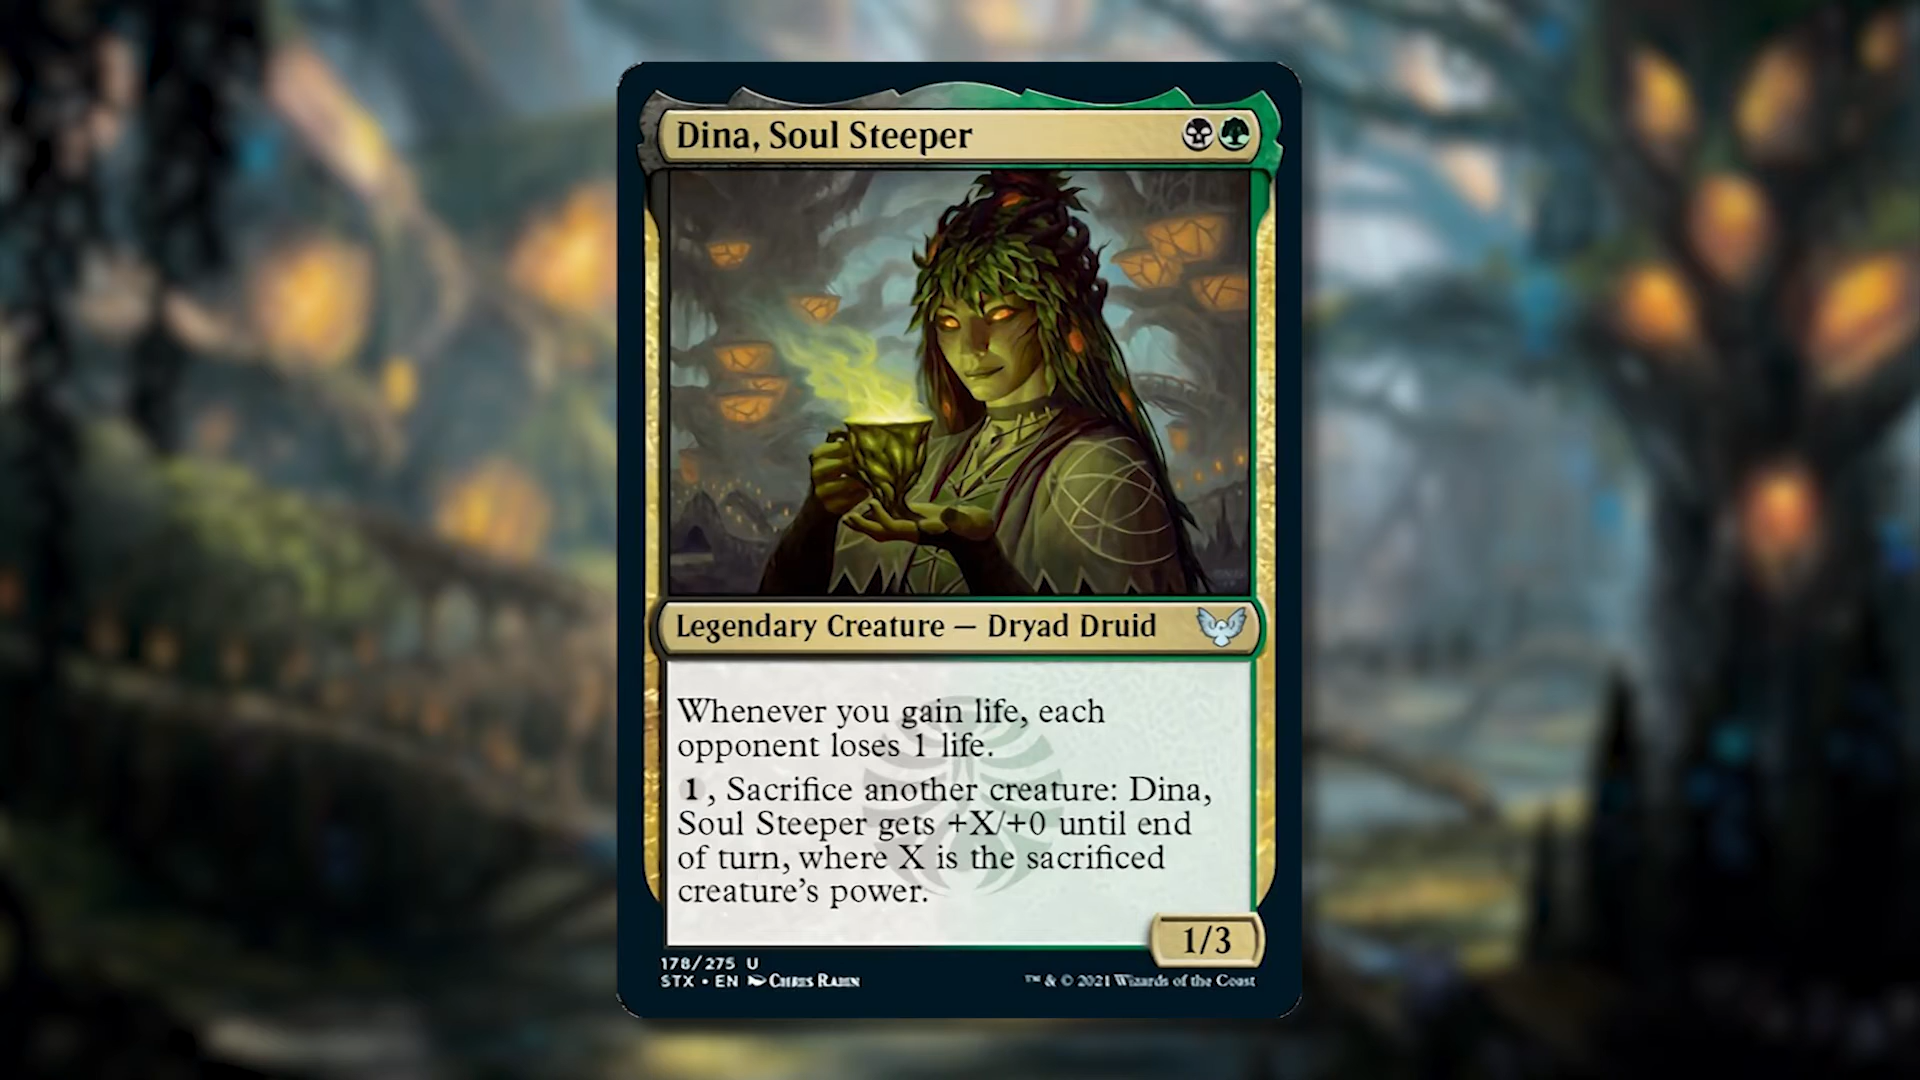 Dina, Soul Steeper
Legendary Creature — Dryad Druid
Whenever you gain life, each
opponent loses 1 life.
1, Sacrifice another creature: Dina,
Soul Steeper gets +X/+0 until end
of turn, where X is the sacrificed
creature’s power.
1/3
178/275 U
STX • EN Chris Rahn
™ & © 2021 Wizards of the Coast